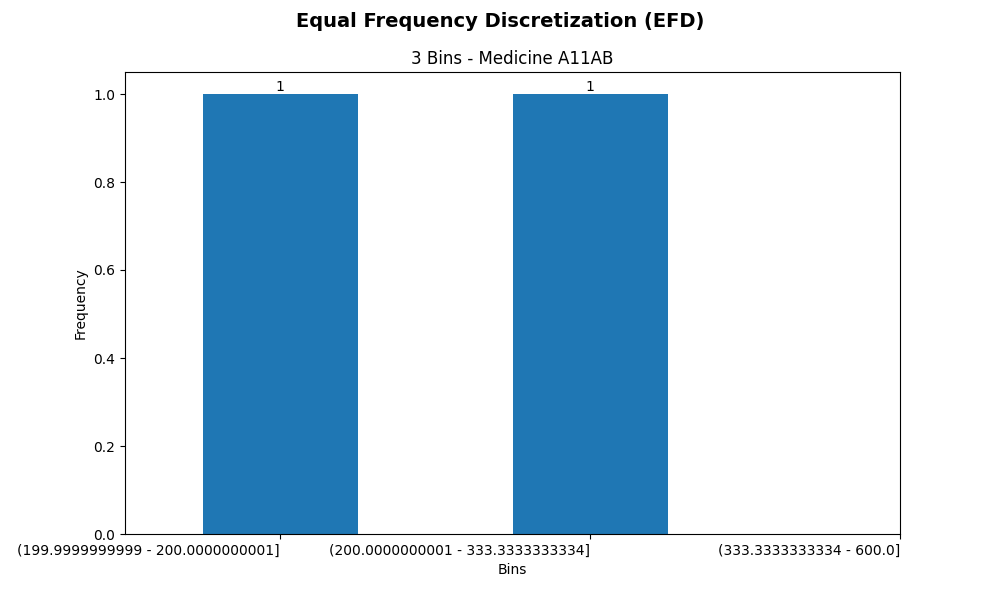 Equal Frequency Discretization (EFD)
3 Bins - Medicine A11AB
1 1
1.0
0.8
0.6
0.4
0.2
0.0
Frequency
(199.9999999999 - 200.0000000001] (200.0000000001 - 333.3333333334] (333.3333333334 - 600.0]
Bins